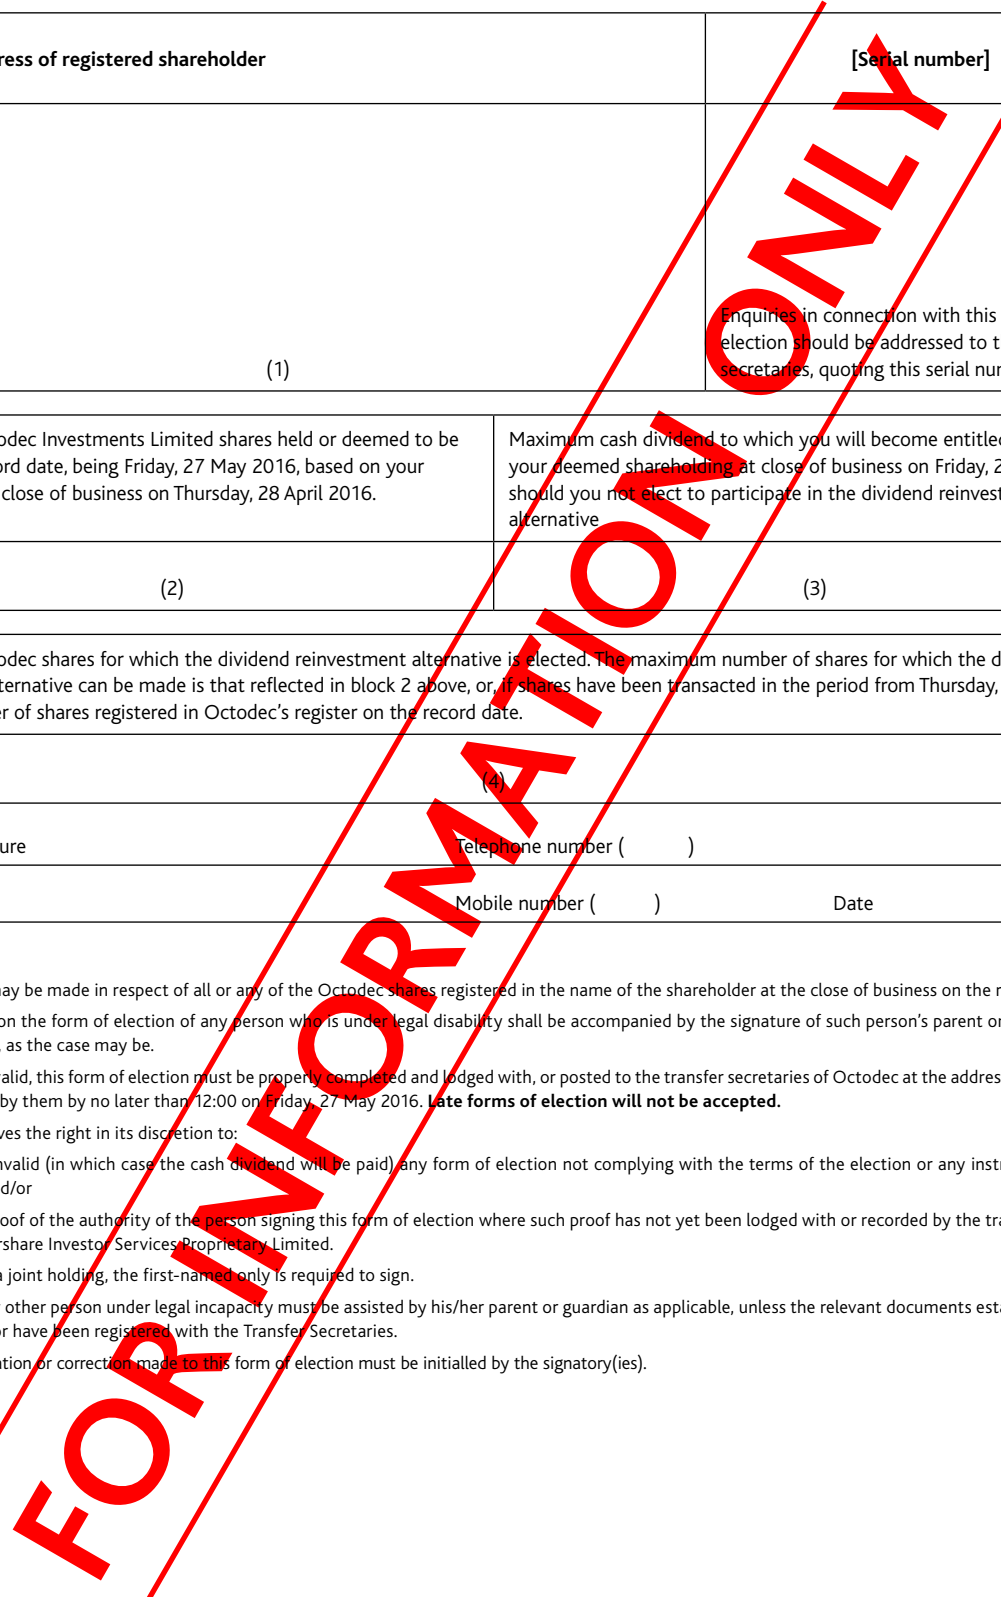 ress of registered shareholder
[Serial number]
Enquiries in connection with this
election should be addressed to t
(1)
secretaries, quoting this serial nur
odec Investments Limited shares held or deemed to be
ord date, being Friday, 27 May 2016, based on your
close of business on Thursday, 28 April 2016.
Maximum cash dividend to which you will become entitled
your deemed shareholding at close of business on Friday, 2
should you not elect to participate in the dividend reinvest
alternative
(2)
(3)
odec shares for which the dividend reinvestment alternative is elected. The maximum number of shares for which the d
ternative can be made is that reflected in block 2 above, or, if shares have been transacted in the period from Thursday,
er of shares registered in Octodec’s register on the record date.
(4)
ure
Telephone number ( )
Mobile number ( )
Date
may be made in respect of all or any of the Octodec shares registered in the name of the shareholder at the close of business on the r
on the form of election of any person who is under legal disability shall be accompanied by the signature of such person’s parent or
, as the case may be.
alid, this form of election must be properly completed and lodged with, or posted to the transfer secretaries of Octodec at the addres
by them by no later than 12:00 on Friday, 27 May 2016. Late forms of election will not be accepted.
ves the right in its discretion to:
nvalid (in which case the cash dividend will be paid) any form of election not complying with the terms of the election or any instr
d/or
oof of the authority of the person signing this form of election where such proof has not yet been lodged with or recorded by the tra
rshare Investor Services Proprietary Limited.
a joint holding, the first-named only is required to sign.
other person under legal incapacity must be assisted by his/her parent or guardian as applicable, unless the relevant documents esta
or have been registered with the Transfer Secretaries.
ation or correction made to this form of election must be initialled by the signatory(ies).
FOR INFORMATION ONLY